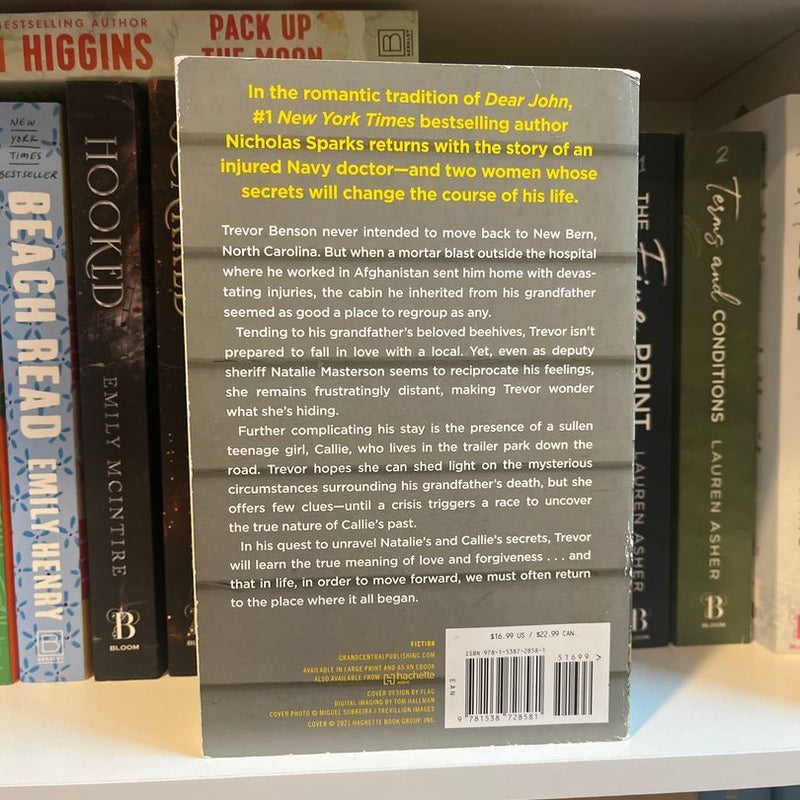 BESTSELLING AUTHOR
HIGGINS
PACK UP
THE MOON
BERKLEY
NEW
YORK
TIMES
BESTSELLER
BEACH READ EMILY HENRY
HOOKED EMILY MCINTIRE
BLOOM
In the romantic tradition of Dear John,
#1 New York Times bestselling author
Nicholas Sparks returns with the story of an
injured Navy doctor—and two women whose
secrets will change the course of his life.
Trevor Benson never intended to move back to New Bern,
North Carolina. But when a mortar blast outside the hospital
where he worked in Afghanistan sent him home with devas-
tating injuries, the cabin he inherited from his grandfather
seemed as good a place to regroup as any.
Tending to his grandfather's beloved beehives, Trevor isn't
prepared to fall in love with a local. Yet, even as deputy
sheriff Natalie Masterson seems to reciprocate his feelings,
she remains frustratingly distant, making Trevor wonder
what she's hiding.
Further complicating his stay is the presence of a sullen
teenage girl, Callie, who lives in the trailer park down the
road. Trevor hopes she can shed light on the mysterious
circumstances surrounding his grandfather's death, but she
offers few clues—until a crisis triggers a race to uncover
the true nature of Callie's past.
In his quest to unravel Natalie's and Callie's secrets, Trevor
will learn the true meaning of love and forgiveness . . . and
that in life, in order to move forward, we must often return
to the place where it all began.
FICTION
GRANDCENTRALPUBLISHING.COM
AVAILABLE IN LARGE PRINT AND AS AN EBOOK
ALSO AVAILABLE FROM hachette
AUDIO
COVER DESIGN BY FLAG
DIGITAL IMAGING BY TOM HALLMAN
COVER PHOTO © MIGUEL SOBREIRA / TREVILLION IMAGES
COVER © 2021 HACHETTE BOOK GROUP, INC.
$16.99 US / $22.99 CAN.
ISBN 978-1-5387-2858-1
51699 >
EAN
9 781538 728581
THE Fine PRINT LAUREN ASHER
BLOOM
2
Terms and CONDITIONS LAUREN ASHER
BLOOM